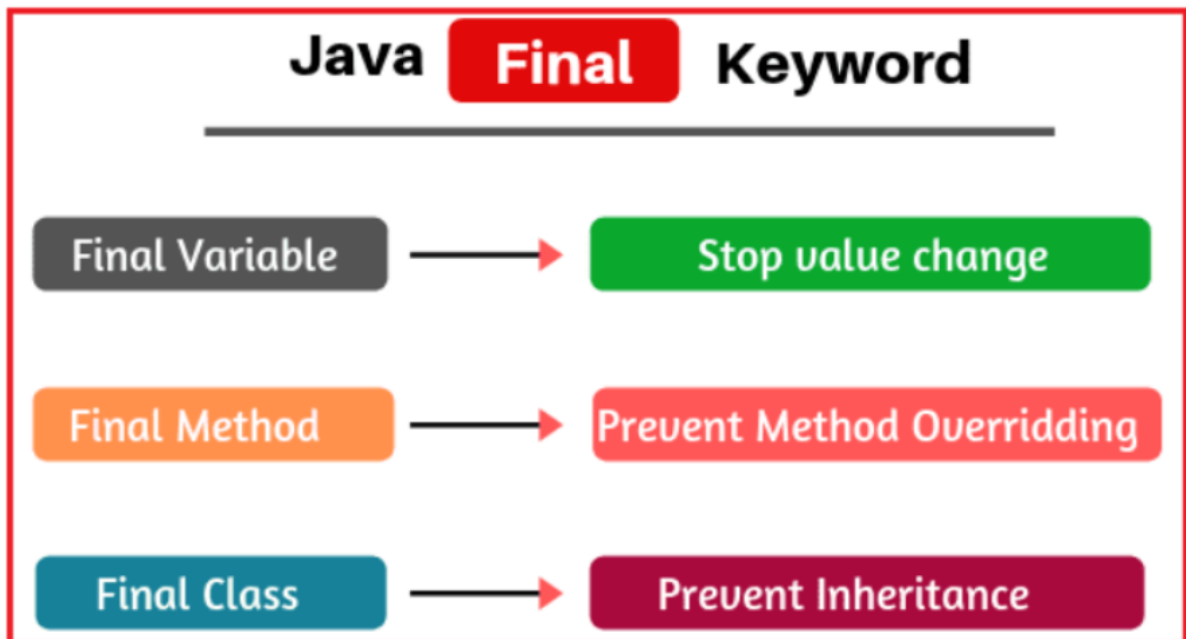 Java Final Keyword
Final Variable Stop value change
Final Method Prevent Method Overridding
Final Class Prevent Inheritance